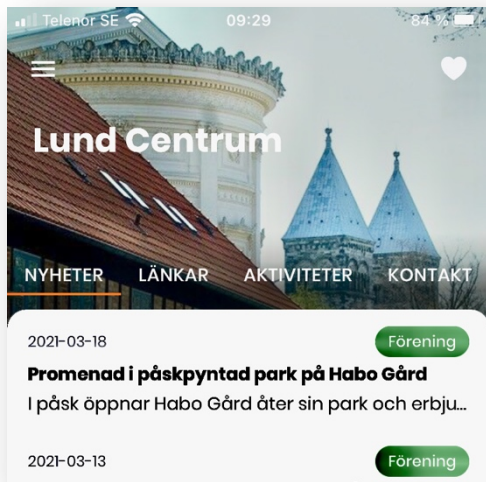 Telenor SE 09:29 84 %
Lund Centrum
NYHETER LÄNKAR AKTIVITETER KONTAKT
2021-03-18 Förening
Promenad i påskpyntad park på Habo Gård
I påsk öppnar Habo Gård åter sin park och erbju...
2021-03-13 Förening